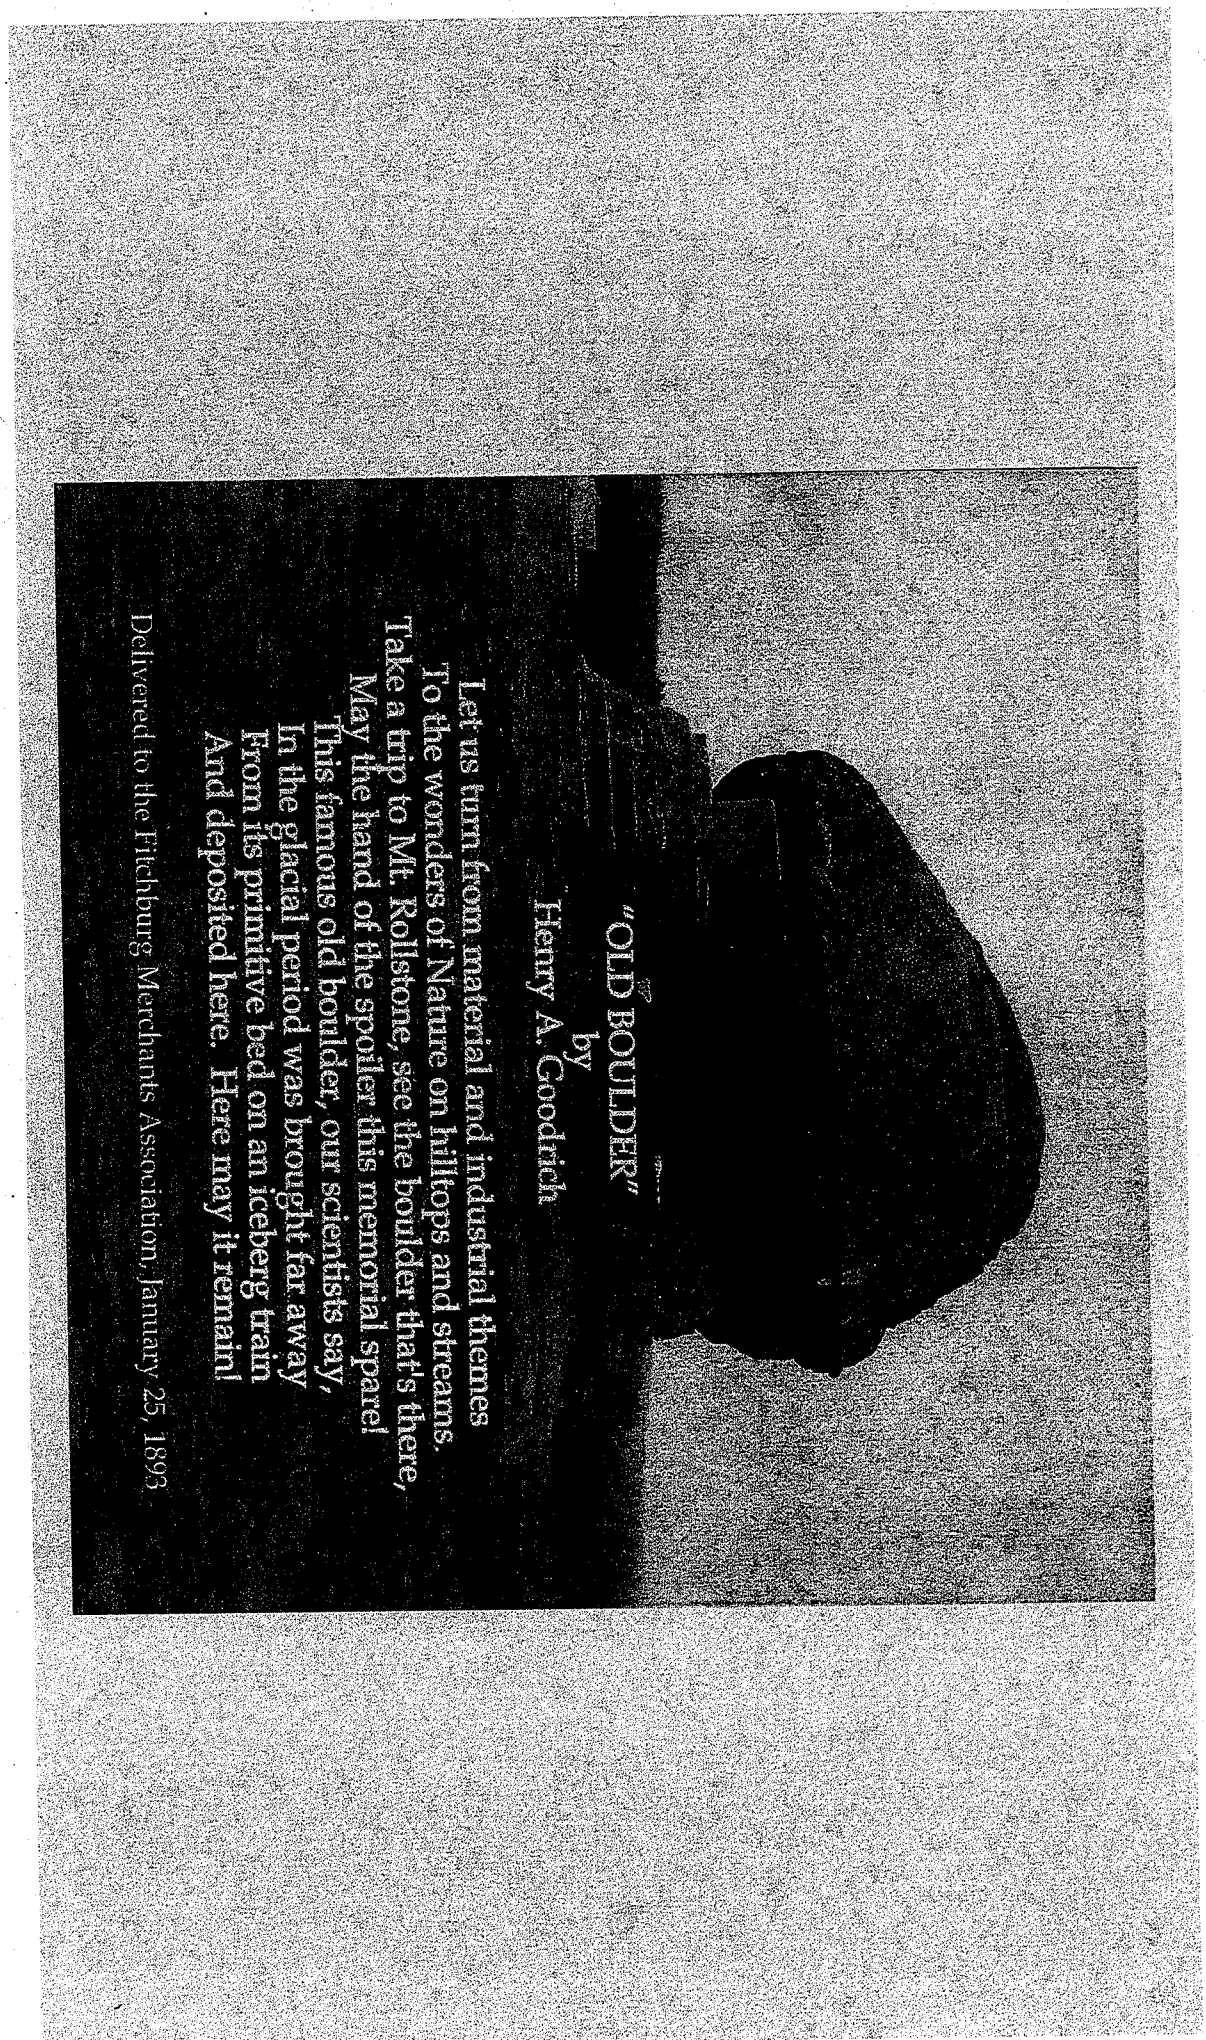 "OLD BOULDER"
by
Henry A. Goodrich
Let us turn from material and industrial themes
To the wonders of Nature on hilltops and streams.
Take a trip to Mt. Rollstone, see the boulder that's there,
May the hand of the spoiler this memorial spare!
This famous old boulder, our scientists say,
In the glacial period was brought far away
From its primitive bed on an iceberg train
And deposited here. Here may it remain!
Delivered to the Fitchburg Merchants Association, January 25, 1893